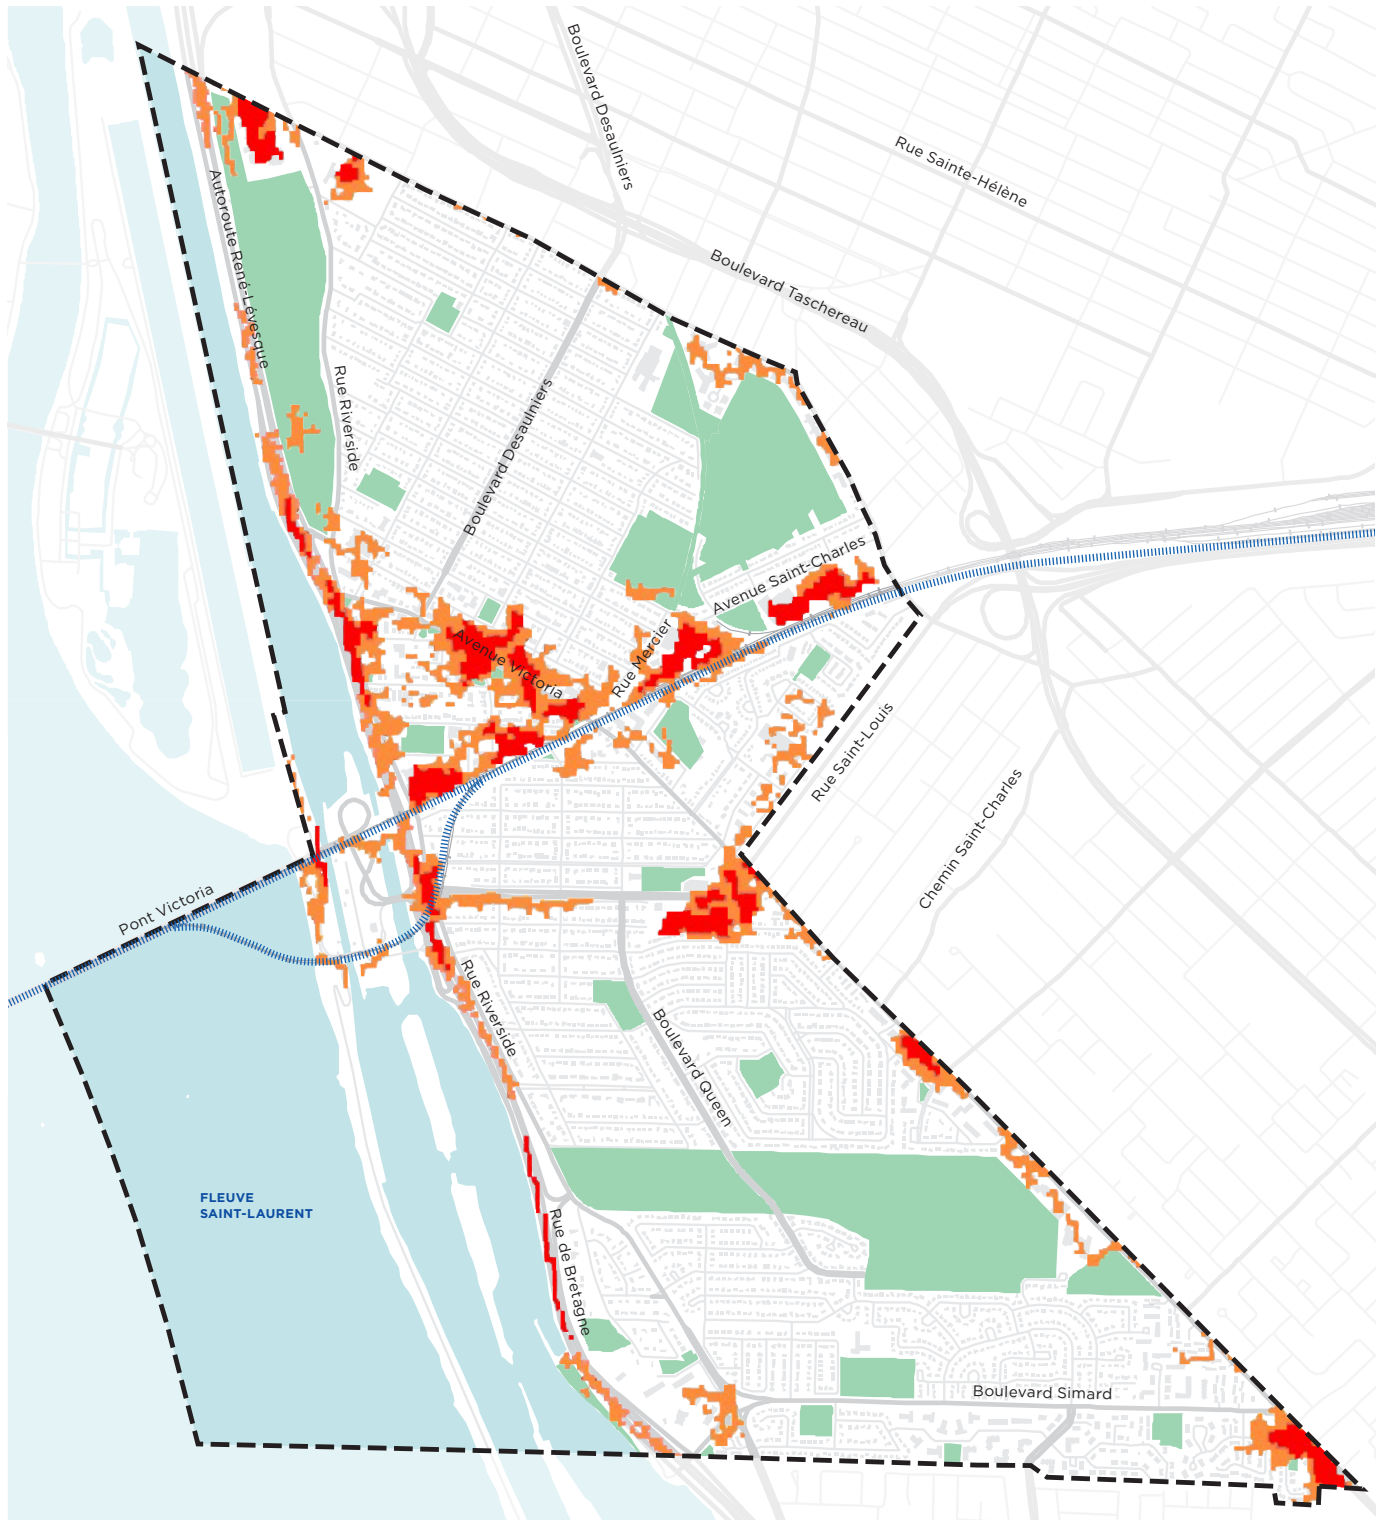 Boulevard Desaulniers
Rue Sainte-Hélène
Autoroute René-Lévesque
Boulevard Taschereau
Rue Riverside
Boulevard Desaulniers
Avenue Saint-Charles
Avenue Victoria
Rue Mercier
Rue Saint-Louis
Chemin Saint-Charles
Pont Victoria
Rue Riverside
Boulevard Queen
FLEUVE
SAINT-LAURENT
Rue de Bretagne
Boulevard Simard